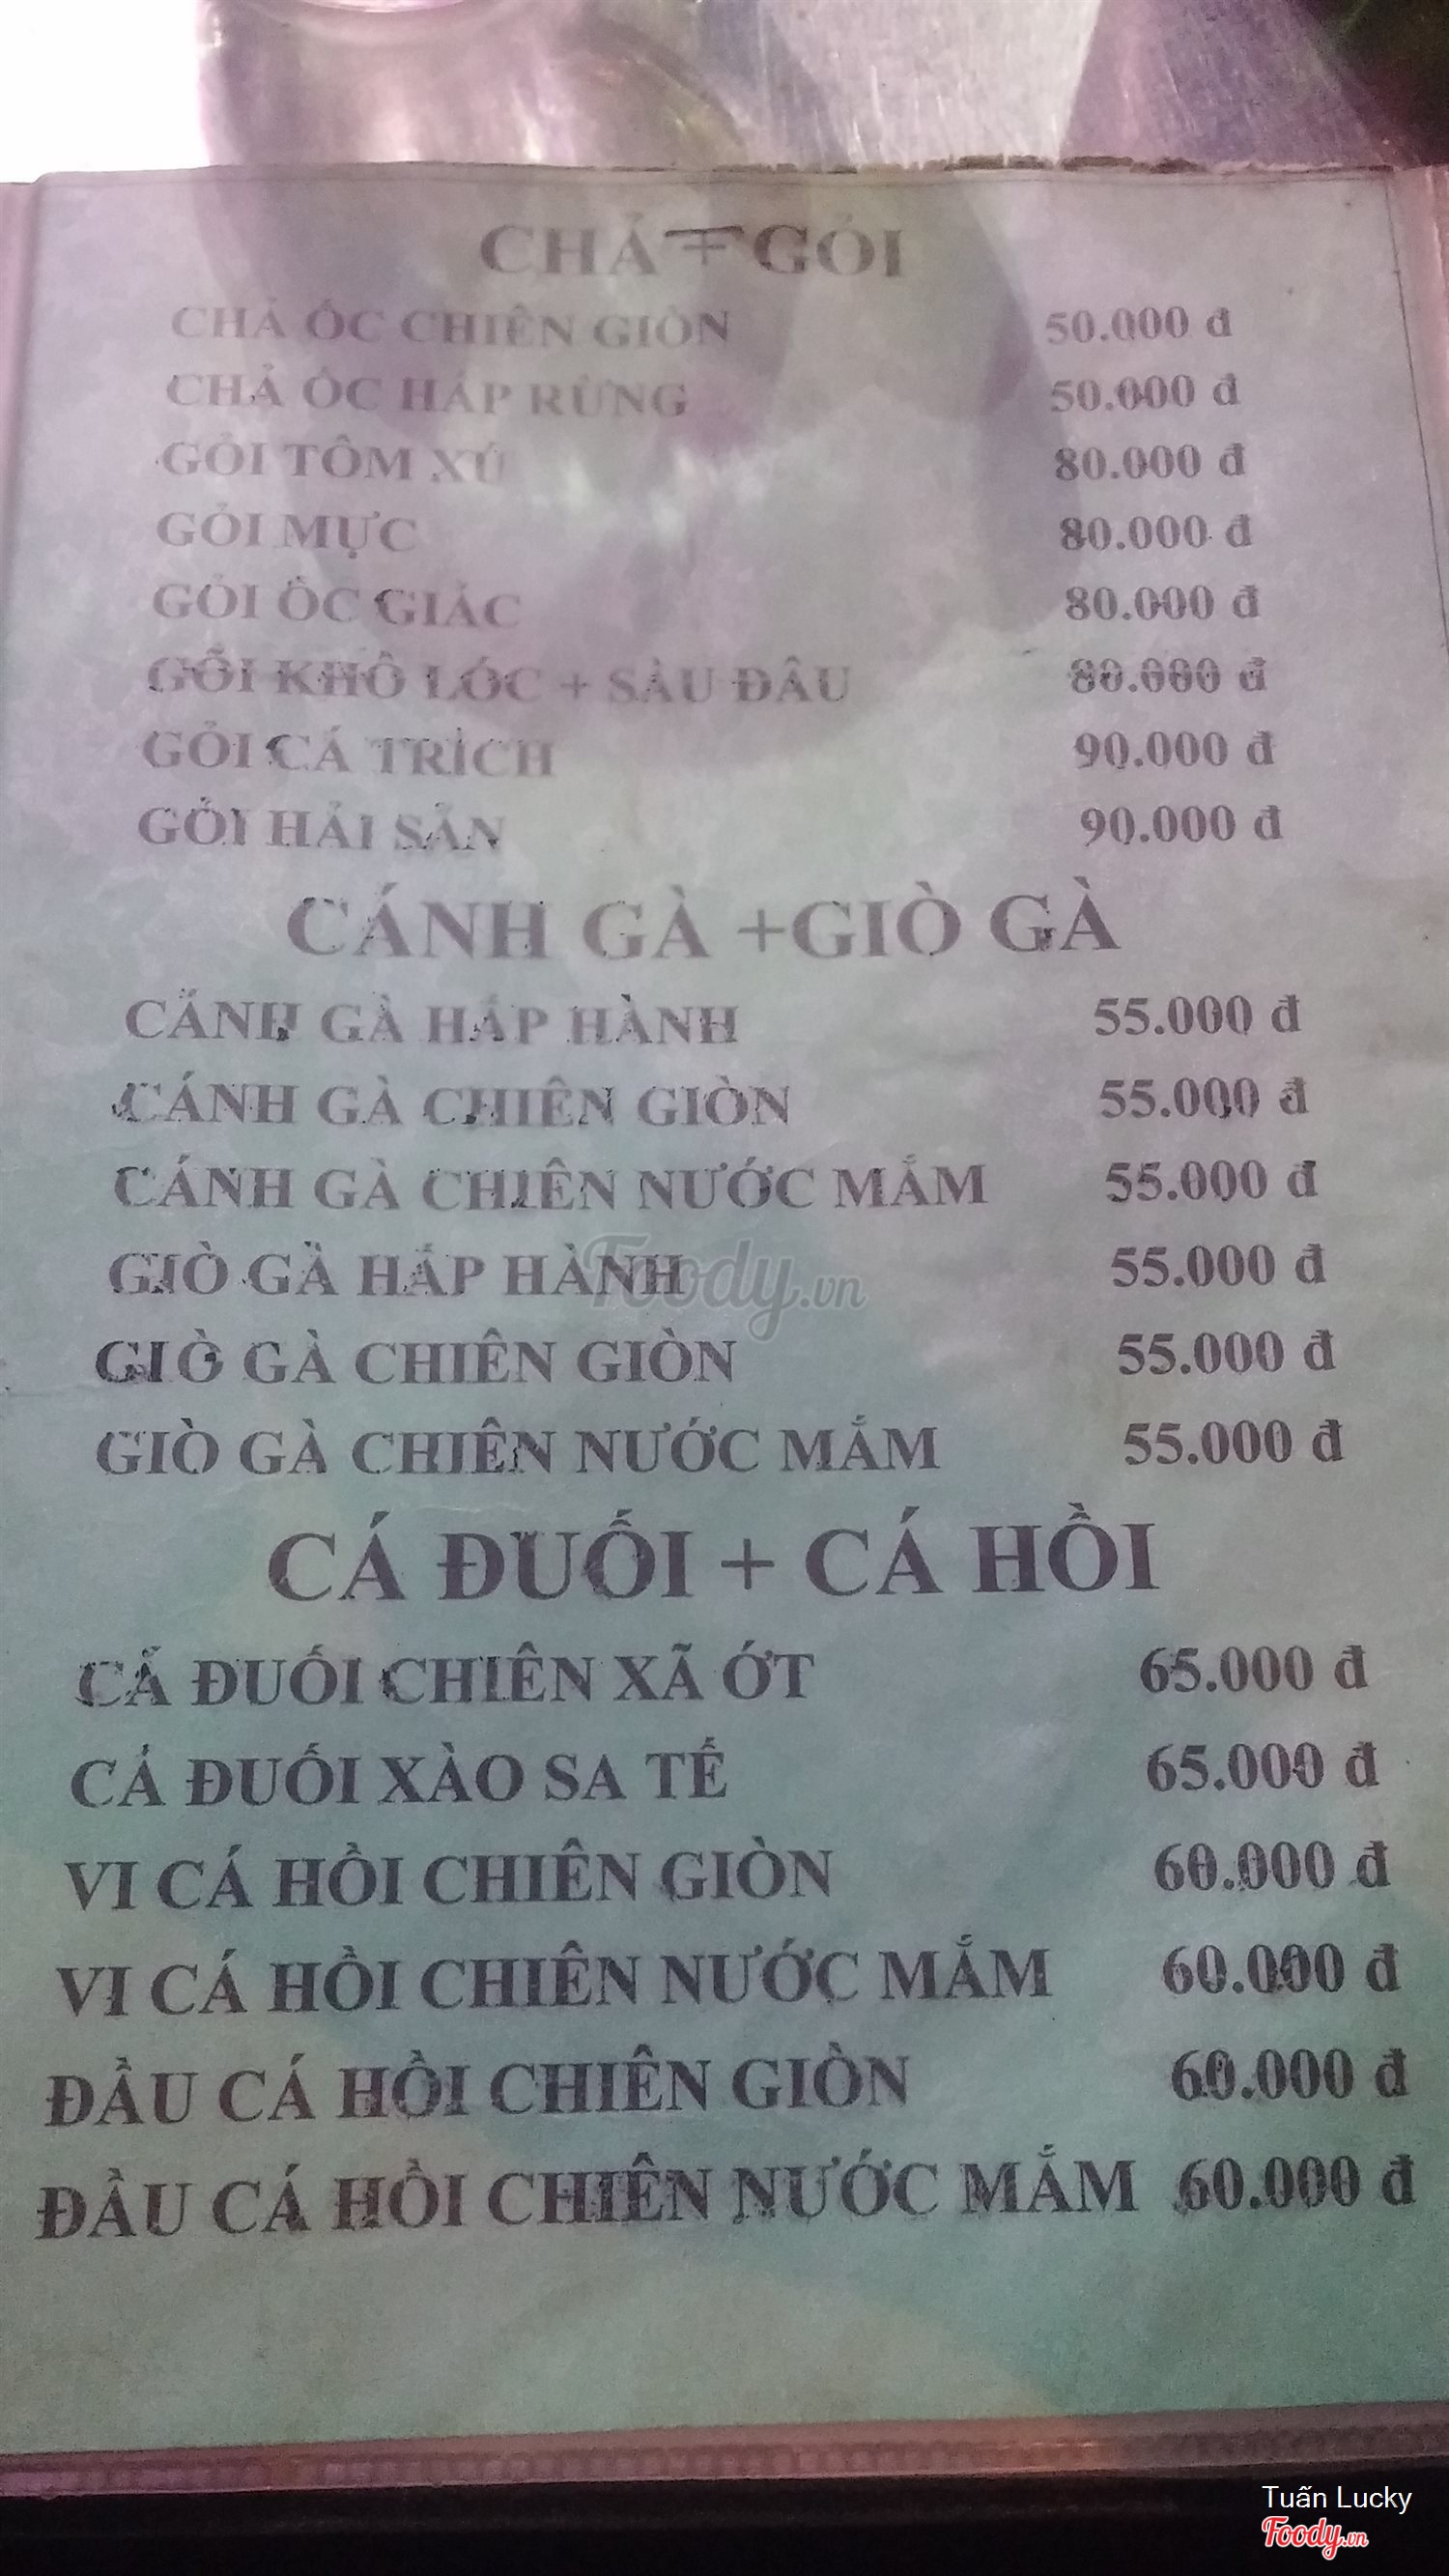 CHẢ + GỎI
CHẢ ỐC CHIÊN GIÒN 50.000 đ
CHẢ ỐC HẤP RỪNG 50.000 đ
GỎI TÔM XÚ 80.000 đ
GỎI MỰC 80.000 đ
GỎI ỐC GIÁC 80.000 đ
GỎI KHÔ LÓC + SẦU ĐÂU 80.000 đ
GỎI CÁ TRÍCH 90.000 đ
GỎI HẢI SẢN 90.000 đ
CÁNH GÀ +GIÒ GÀ
CÁNH GÀ HẤP HÀNH 55.000 đ
CÁNH GÀ CHIÊN GIÒN 55.000 đ
CÁNH GÀ CHIÊN NƯỚC MẮM 55.000 đ
GIÒ GÀ HẤP HÀNH 55.000 đ
GIÒ GÀ CHIÊN GIÒN 55.000 đ
GIÒ GÀ CHIÊN NƯỚC MẮM 55.000 đ
CÁ ĐUỐI + CÁ HỒI
CÁ ĐUỐI CHIÊN XÃ ỚT 65.000 đ
CÁ ĐUỐI XÀO SA TẾ 65.000 đ
VI CÁ HỒI CHIÊN GIÒN 60.000 đ
VI CÁ HỒI CHIÊN NƯỚC MẮM 60.000 đ
ĐẦU CÁ HỒI CHIÊN GIÒN 60.000 đ
ĐẦU CÁ HỒI CHIÊN NƯỚC MẮM 60.000 đ
Foody.vn
Tuấn Lucky
Foody.vn